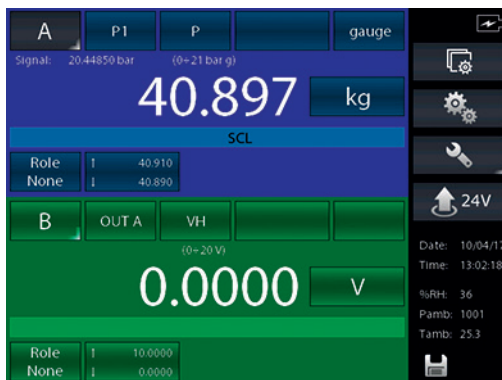 A P1 P gauge
Signal: 20.44850 bar (0÷21 bar g)
40.897 kg
SCL
Role ↑ 40.910
None ↓ 40.890
B OUT A VH
(0÷20 V)
0.0000 V
Role ↑ 10.0000
None ↓ 0.0000
24V
Date: 10/04/17
Time: 13:02:18
%RH: 36
Pamb: 1001
Tamb: 25.3